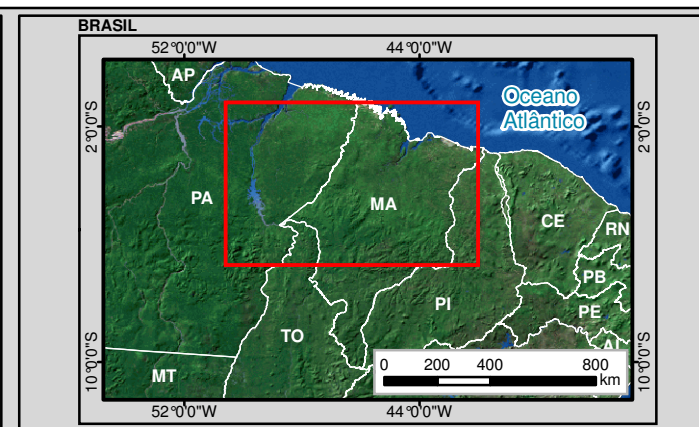 BRASIL
52°0'0"W 44°0'0"W
AP
Oceano
Atlântico
2°0'0"S 2°0'0"S
PA
MA
CE
RN
PB
PI
PE
TO
AL
MT
0 200 400 800
km
10°0'0"S 10°0'0"S
52°0'0"W 44°0'0"W